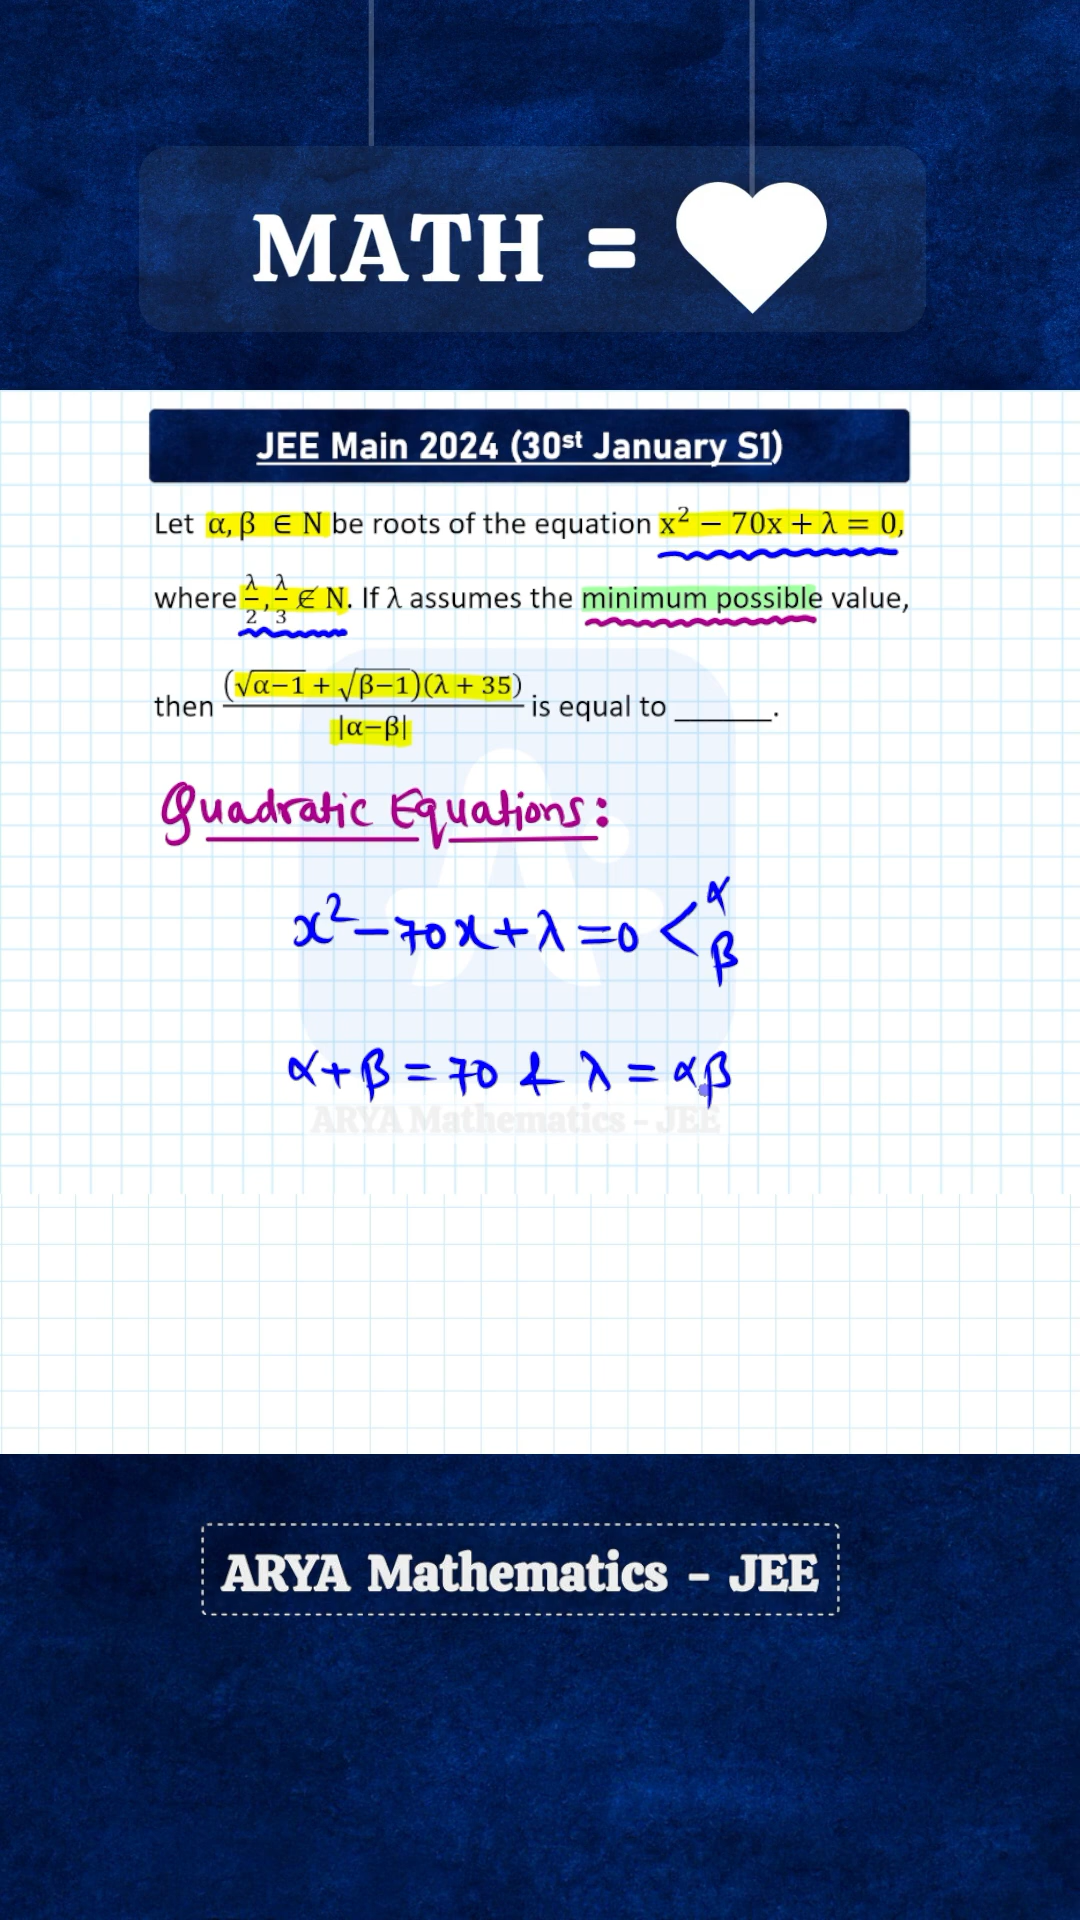 MATH =
JEE Main 2024 (30st January S1)
Let α, β ∈ N be roots of the equation x² − 70x + λ = 0,
where λ/2, λ/3 ∉ N. If λ assumes the minimum possible value,
then (√α−1 + √β−1)(λ + 35) / |α−β| is equal to ______.
Quadratic Equations:
x² − 70x + λ = 0 < α β
α + β = 70 & λ = αβ
ARYA Mathematics - JEE
ARYA Mathematics - JEE